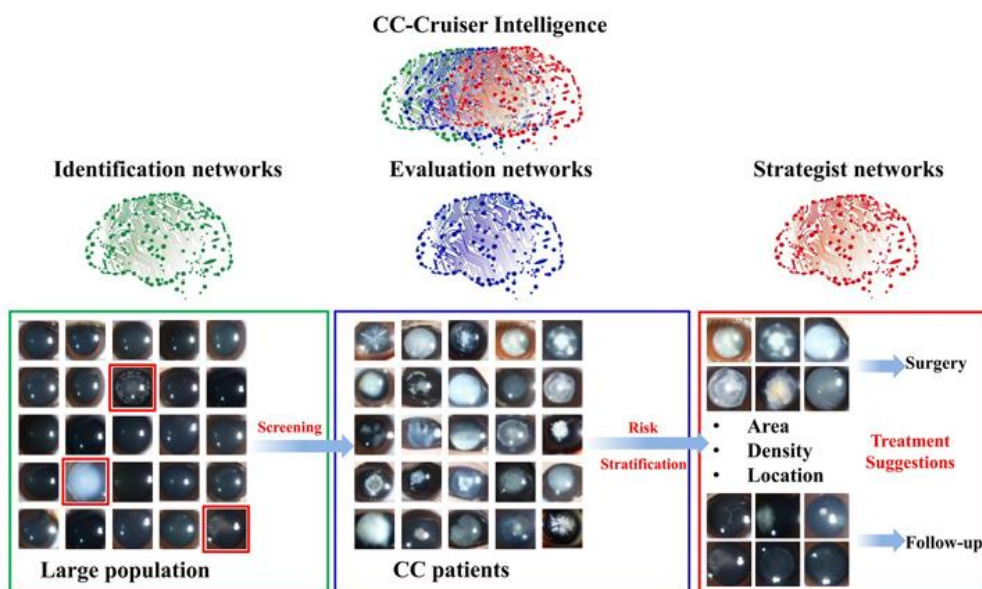 CC-Cruiser Intelligence
Identification networks
Evaluation networks
Strategist networks
Screening
Risk
Stratification
Surgery
• Area
• Density
• Location
Treatment
Suggestions
Follow-up
Large population
CC patients